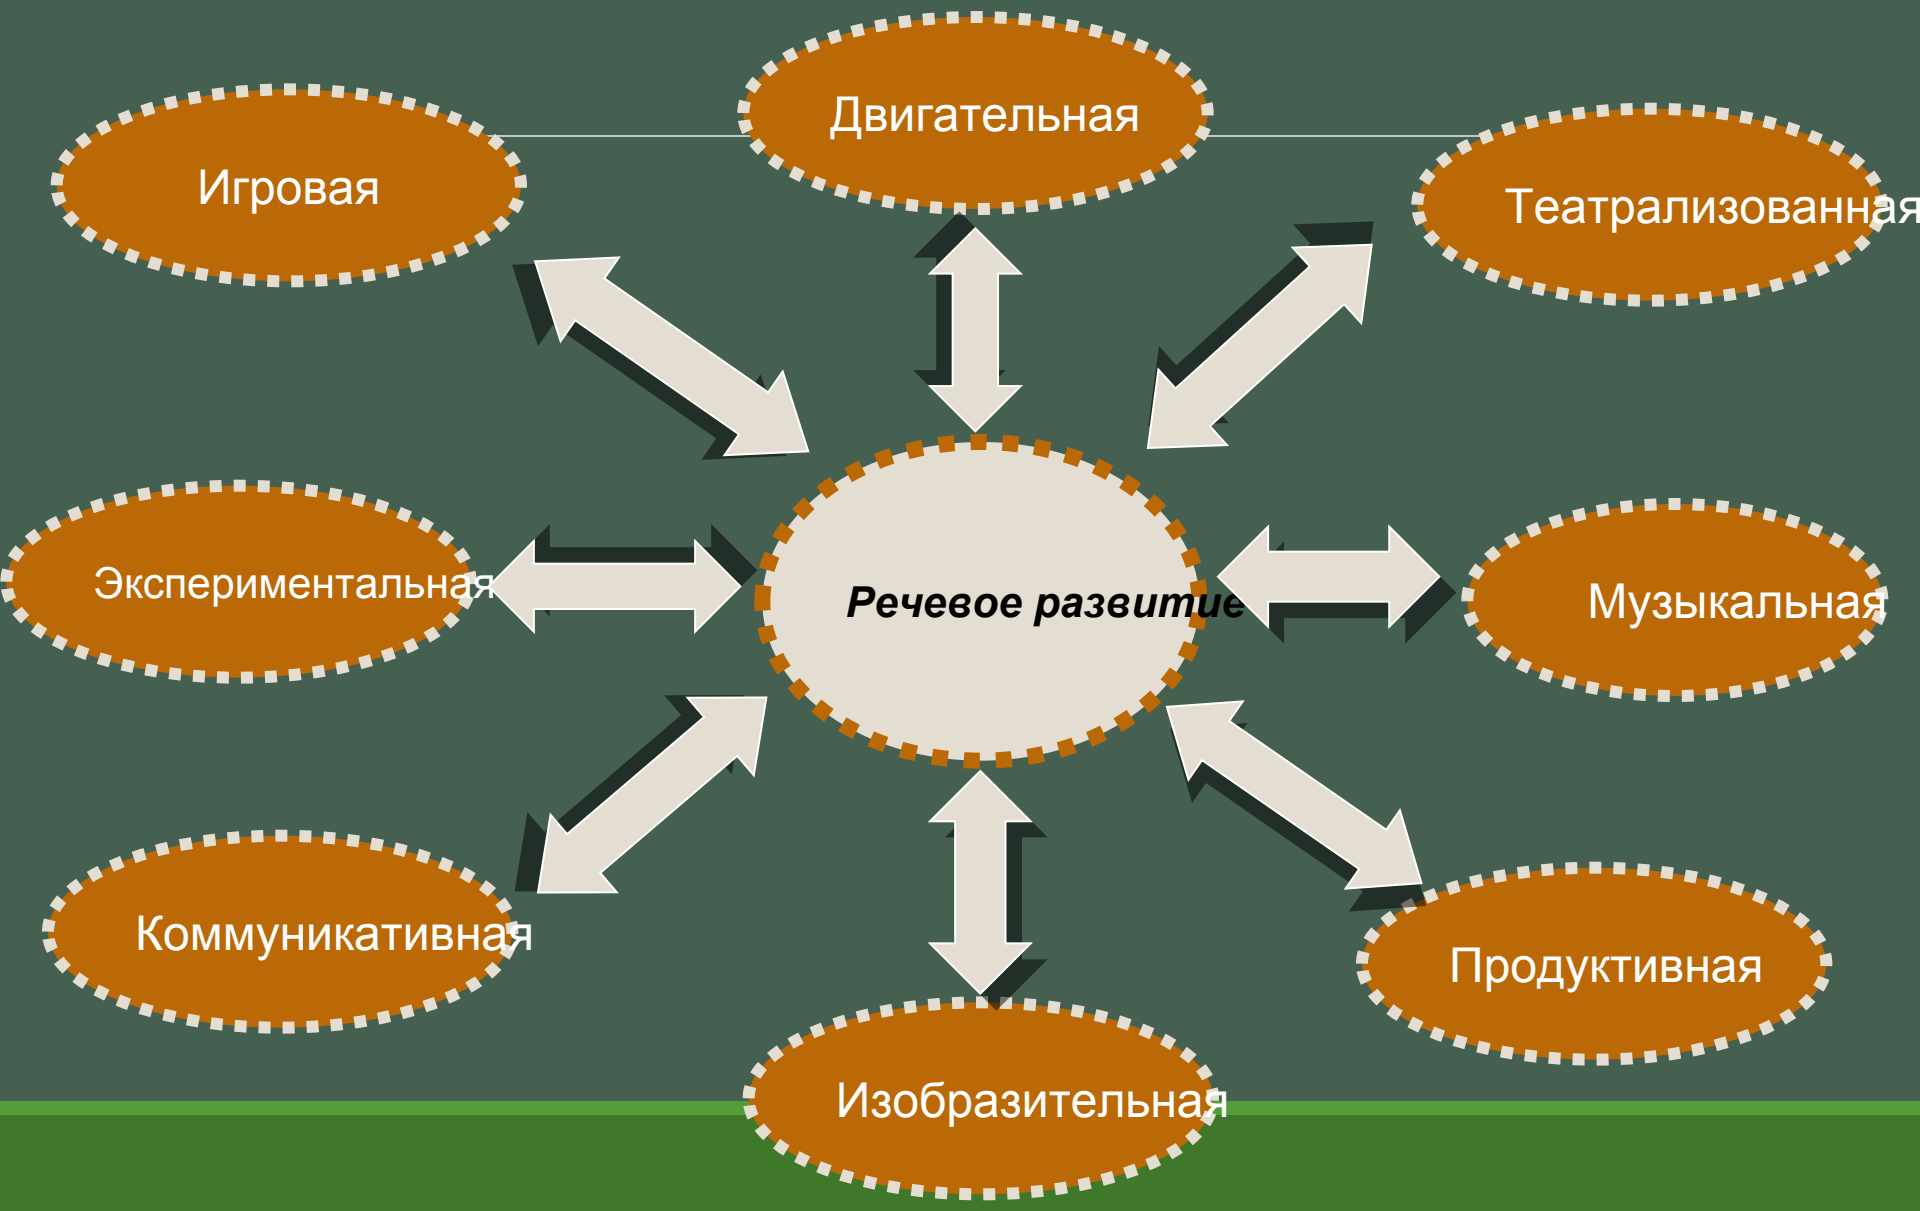 Двигательная
Игровая
Театрализованная
Экспериментальная
Речевое развитие
Музыкальная
Коммуникативная
Продуктивная
Изобразительная